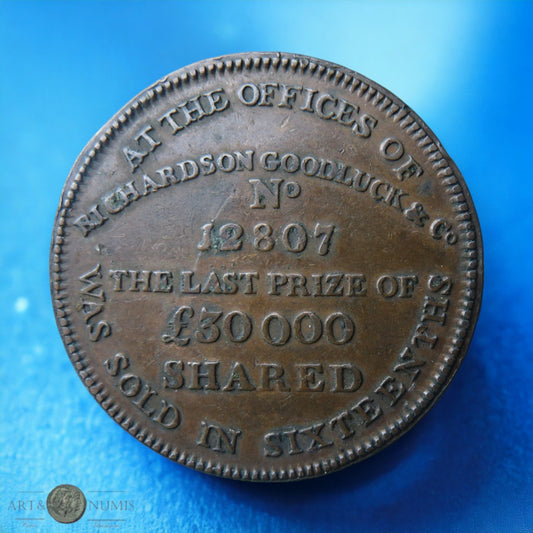 AT THE OFFICES OF
RICHARDSON GOODLUCK & Co
No
12807
THE LAST PRIZE OF
£30000
SHARED
WAS SOLD IN SIXTEENTHS
ART & NUMIS